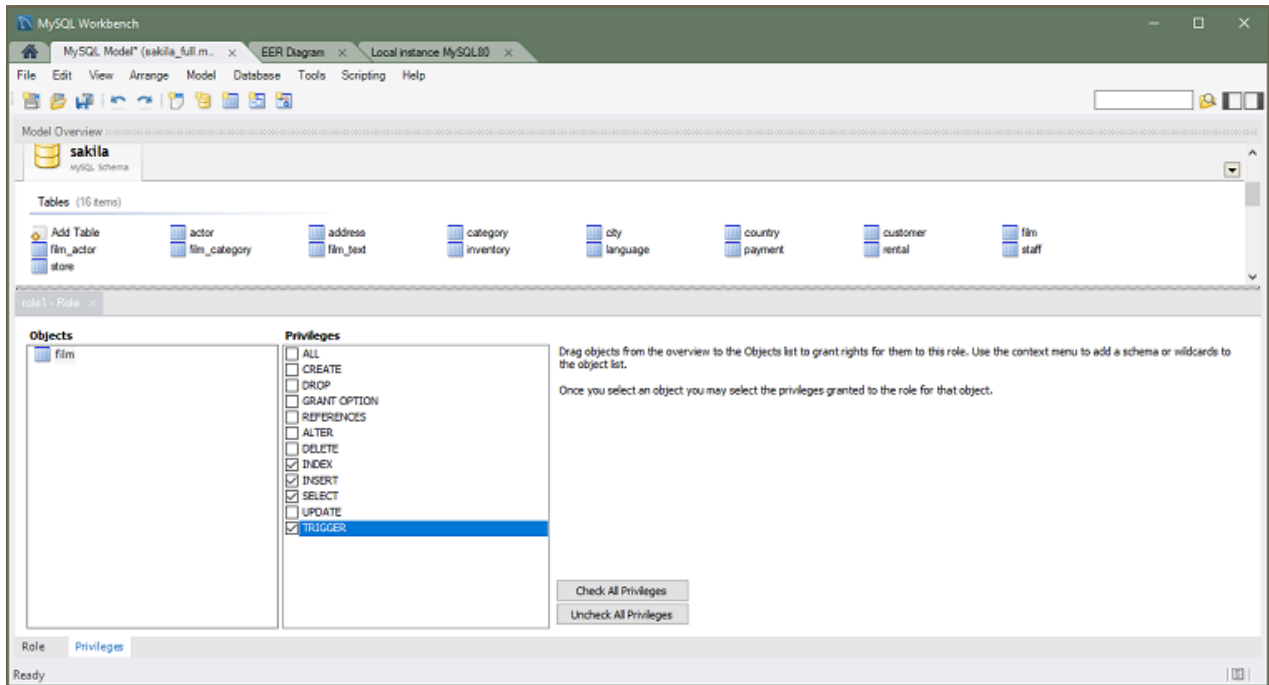 MySQL Workbench
MySQL Model* (sakila_full.m... × EER Diagram × Local instance MySQL80 ×
File Edit View Arrange Model Database Tools Scripting Help
Model Overview
sakila
MySQL Schema
Tables (16 items)
Add Table actor address category city country customer film
film_actor film_category film_text inventory language payment rental staff
store
role1 - Role ×
Objects Privileges
film
ALL
CREATE
DROP
GRANT OPTION
REFERENCES
ALTER
DELETE
INDEX
INSERT
SELECT
UPDATE
TRIGGER
Drag objects from the overview to the Objects list to grant rights for them to this role. Use the context menu to add a schema or wildcards to
the object list.
Once you select an object you may select the privileges granted to the role for that object.
Check All Privileges
Uncheck All Privileges
Role Privileges
Ready